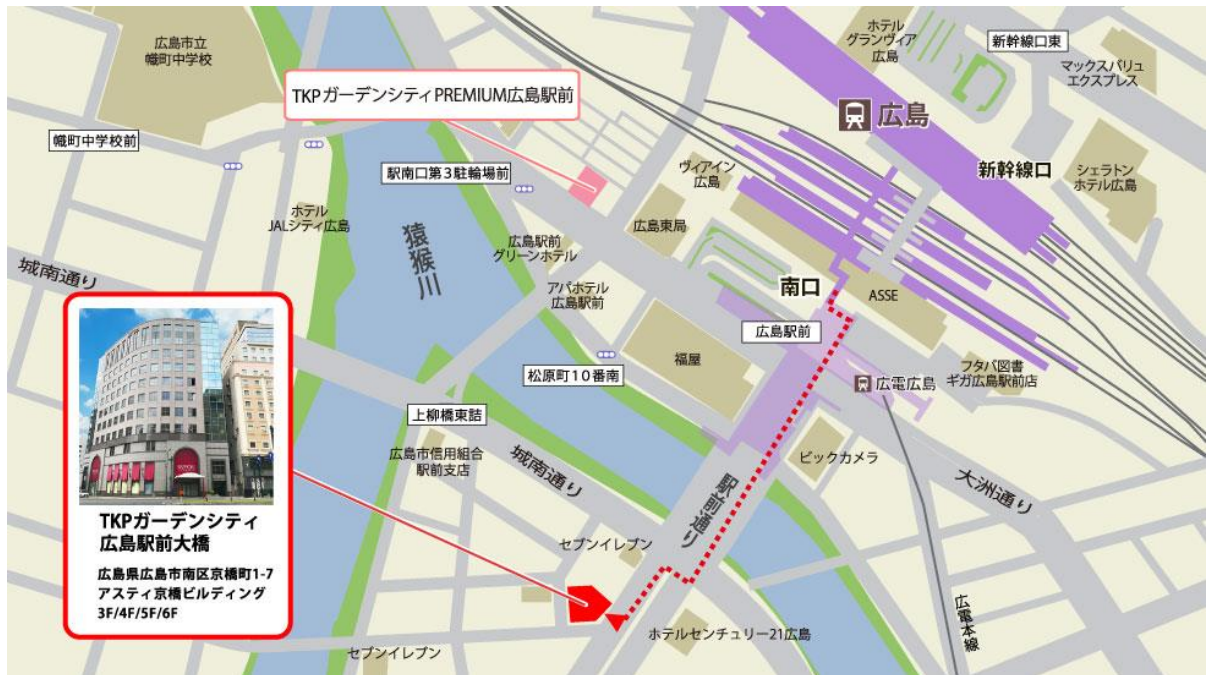 広島市立
幟町中学校
TKPガーデンシティPREMIUM広島駅前
幟町中学校前
駅南口第3駐輪場前
ホテル
グランヴィア
広島
新幹線口東
マックスバリュ
エクスプレス
広島
新幹線口
シェラトン
ホテル広島
ヴィアイン
広島
広島東局
ホテル
JALシティ広島
猿猴川
広島駅前
グリーンホテル
アパホテル
広島駅前
南口
ASSE
広島駅前
城南通り
福屋
松原町10番南
広電広島
フタバ図書
ギガ広島駅前店
上柳橋東詰
広島市信用組合
駅前支店
城南通り
駅前通り
ビックカメラ
大洲通り
TKPガーデンシティ
広島駅前大橋
広島県広島市南区京橋町1-7
アスティ京橋ビルディング
3F/4F/5F/6F
セブンイレブン
ホテルセンチュリー21広島
広電本線
セブンイレブン